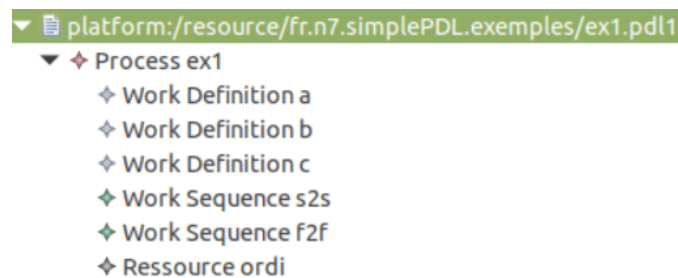 platform:/resource/fr.n7.simplePDL.exemples/ex1.pdl1
Process ex1
Work Definition a
Work Definition b
Work Definition c
Work Sequence s2s
Work Sequence f2f
Ressource ordi